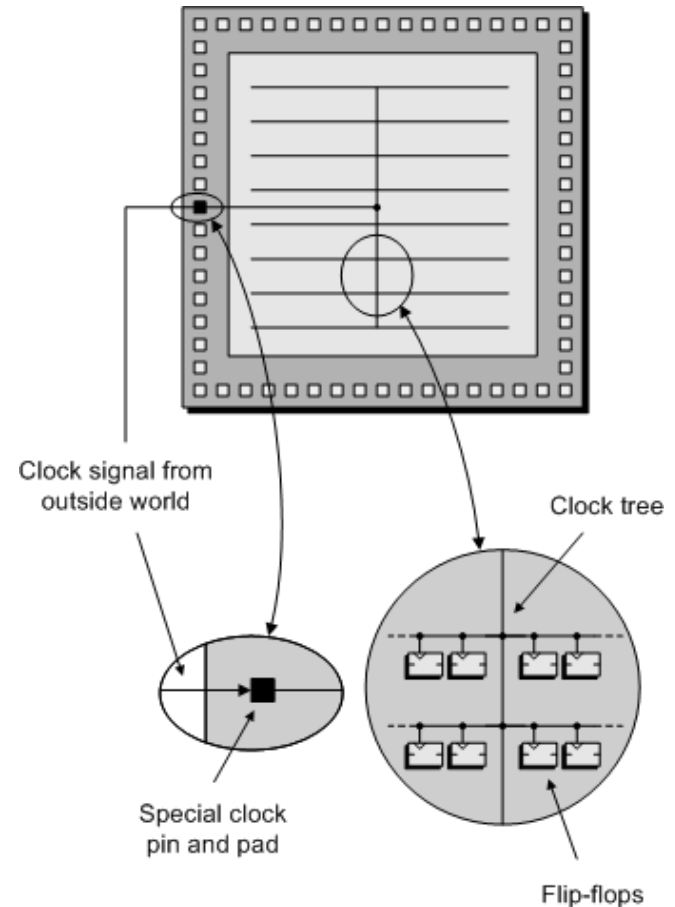 Clock signal from
outside world
Clock tree
Special clock
pin and pad
Flip-flops